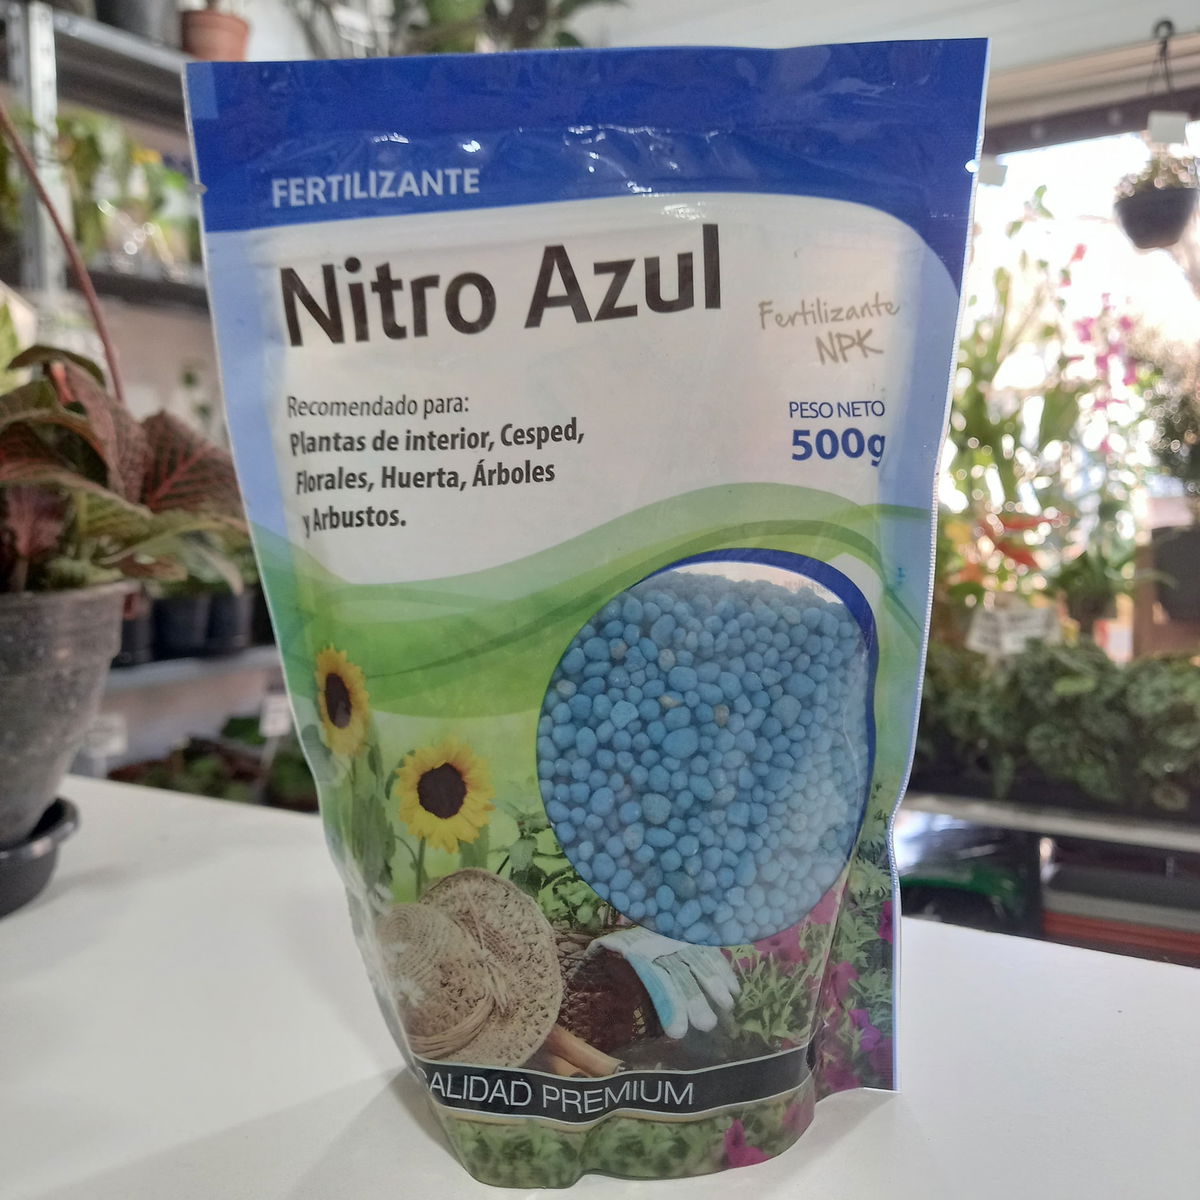 FERTILIZANTE
Nitro Azul
Fertilizante
NPK
Recomendado para:
Plantas de interior, Cesped,
Florales, Huerta, Árboles
y Arbustos.
PESO NETO
500g
CALIDAD PREMIUM